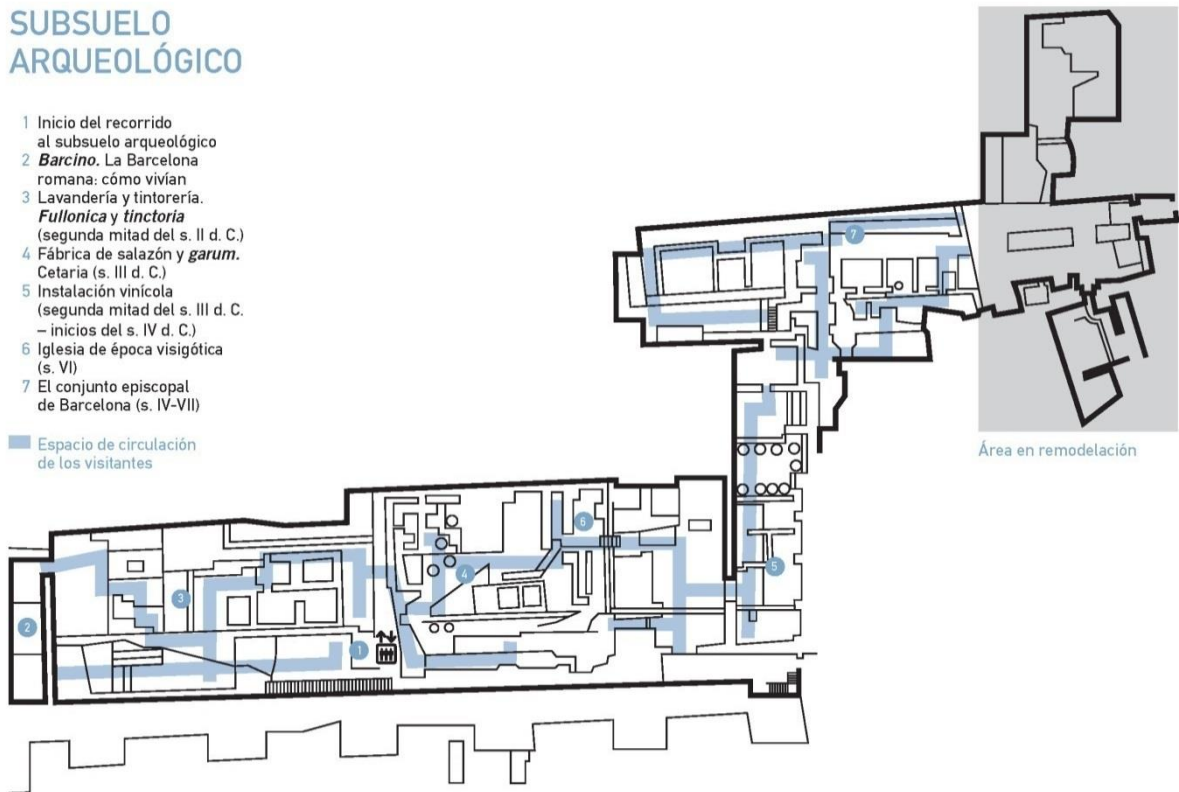 SUBSUELO
ARQUEOLÓGICO
1 Inicio del recorrido
al subsuelo arqueológico
2 Barcino. La Barcelona
romana: cómo vivían
3 Lavandería y tintorería.
Fullonica y tinctoria
(segunda mitad del s. II d. C.)
4 Fábrica de salazón y garum.
Cetaria (s. III d. C.)
5 Instalación vinícola
(segunda mitad del s. III d. C.
– inicios del s. IV d. C.)
6 Iglesia de época visigótica
(s. VI)
7 El conjunto episcopal
de Barcelona (s. IV-VII)
Espacio de circulación
de los visitantes
7
Área en remodelación
6
4
5
3
2
1